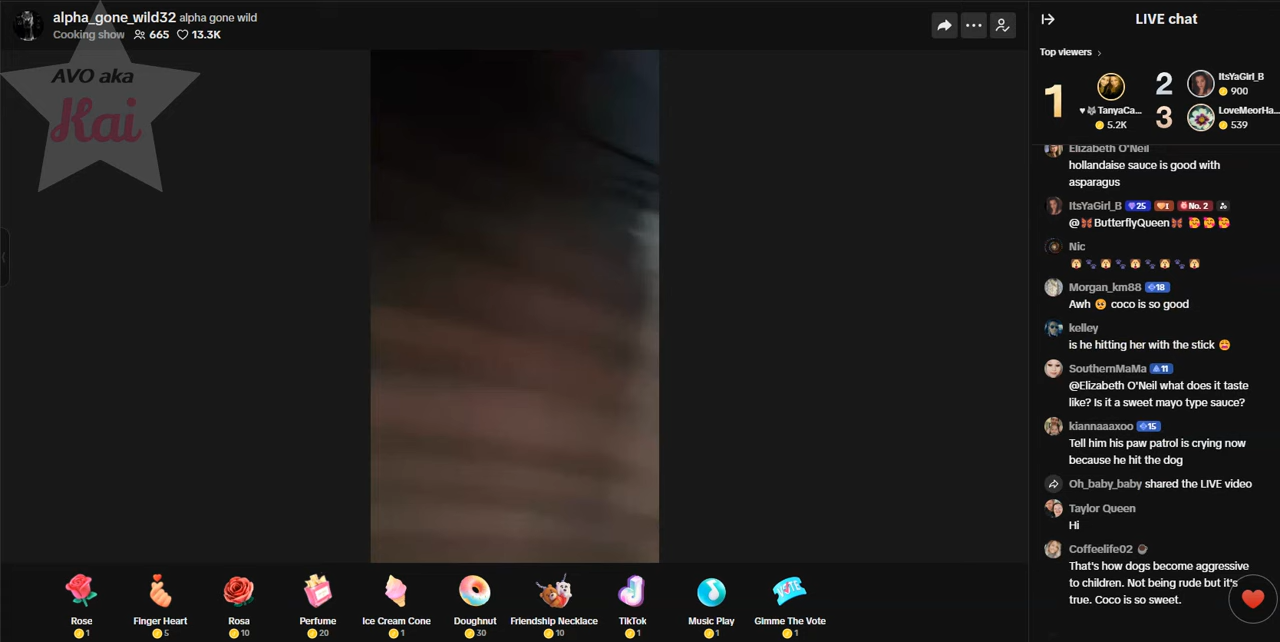 alpha_gone_wild32 alpha gone wild
Cooking show 665 13.3K
AVO aka
Kai
LIVE chat
Top viewers >
1 ♥🐺TanyaCa... 5.2K
2 ItsYaGirl_B 900
3 LoveMeorHa... 539
Elizabeth O'Neil
hollandaise sauce is good with
asparagus
ItsYaGirl_B 25 I No. 2
@🦋ButterflyQueen🦋 🥰🥰🥰
Nic
Morgan_km88 18
Awh 🥺 coco is so good
kelley
is he hitting her with the stick 🤩
SouthernMaMa 11
@Elizabeth O'Neil what does it taste
like? Is it a sweet mayo type sauce?
kiannaaaxoo 15
Tell him his paw patrol is crying now
because he hit the dog
Oh_baby_baby shared the LIVE video
Taylor Queen
Hi
Coffeelife02
That's how dogs become aggressive
to children. Not being rude but it's
true. Coco is so sweet.
Rose Finger Heart Rosa Perfume Ice Cream Cone Doughnut Friendship Necklace TikTok Music Play Gimme The Vote
1 5 10 20 1 30 10 1 1 1